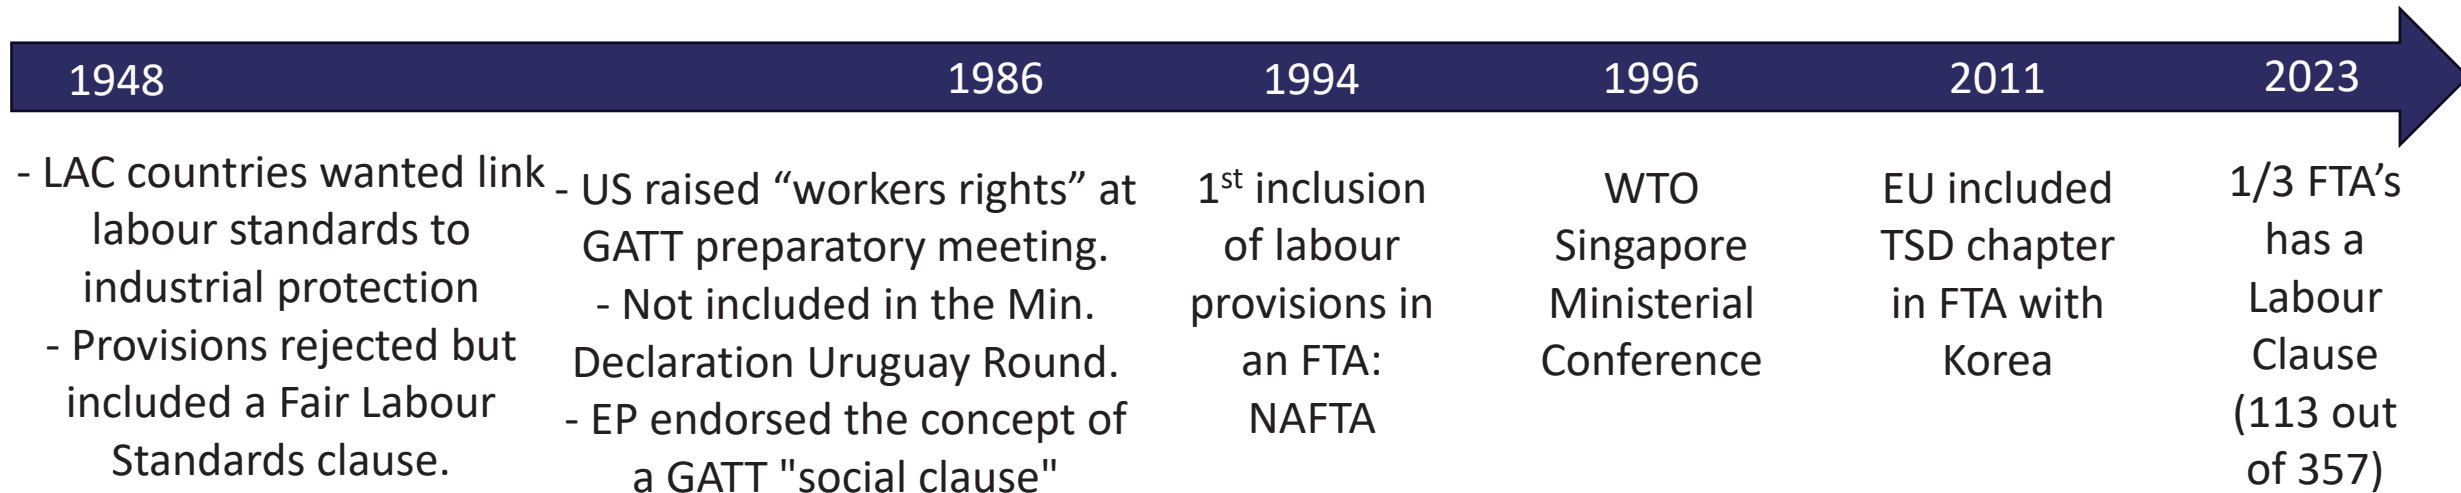 1948
1986
1994
1996
2011
2023
- LAC countries wanted link
labour standards to
industrial protection
- Provisions rejected but
included a Fair Labour
Standards clause.
- US raised “workers rights” at
GATT preparatory meeting.
- Not included in the Min.
Declaration Uruguay Round.
- EP endorsed the concept of
a GATT "social clause"
1st inclusion
of labour
provisions in
an FTA:
NAFTA
WTO
Singapore
Ministerial
Conference
EU included
TSD chapter
in FTA with
Korea
1/3 FTA’s
has a
Labour
Clause
(113 out
of 357)